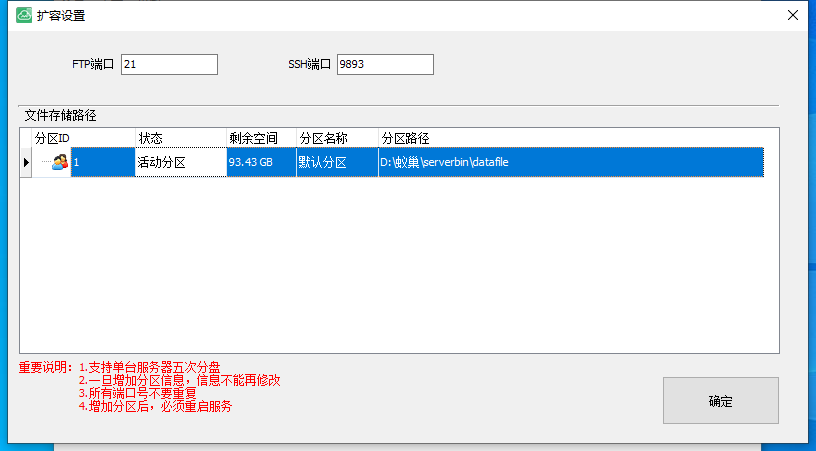 扩容设置
FTP端口 21 SSH端口 9893
文件存储路径
分区ID 状态 剩余空间 分区名称 分区路径
1 活动分区 93.43 GB 默认分区 D:\蚁巢\serverbin\datafile
重要说明：1.支持单台服务器五次分盘
2.一旦增加分区信息，信息不能再修改
3.所有端口号不要重复
4.增加分区后，必须重启服务
确定